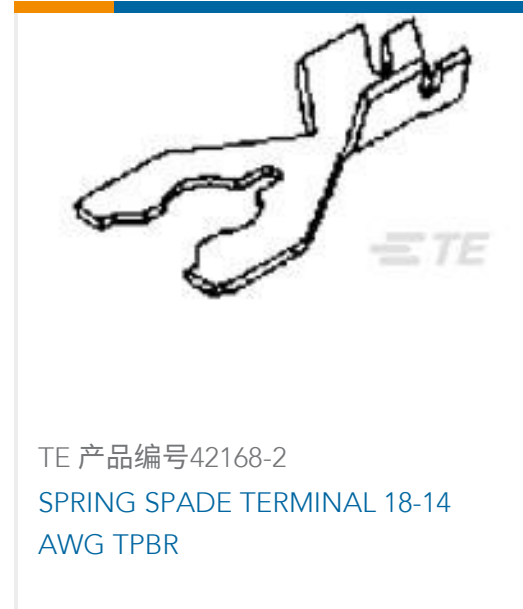 TE
TE 产品编号42168-2
SPRING SPADE TERMINAL 18-14
AWG TPBR